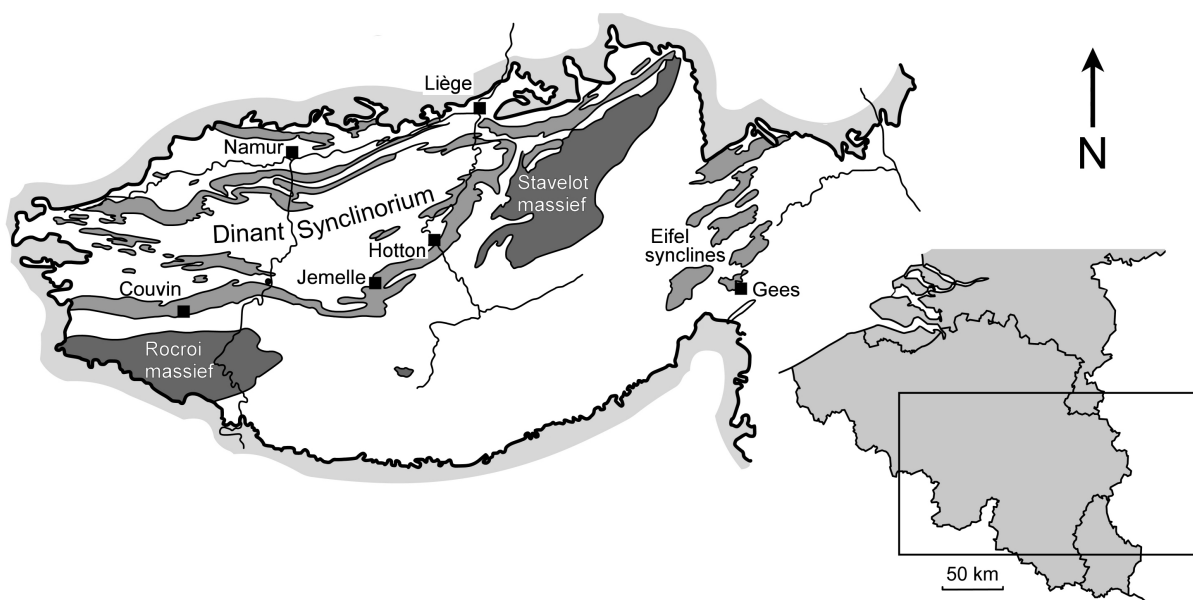 Liège
Namur
Stavelot
massief
N
Dinant Synclinorium
Hotton
Eifel
synclines
Jemelle
Gees
Couvin
Rocroi
massief
50 km